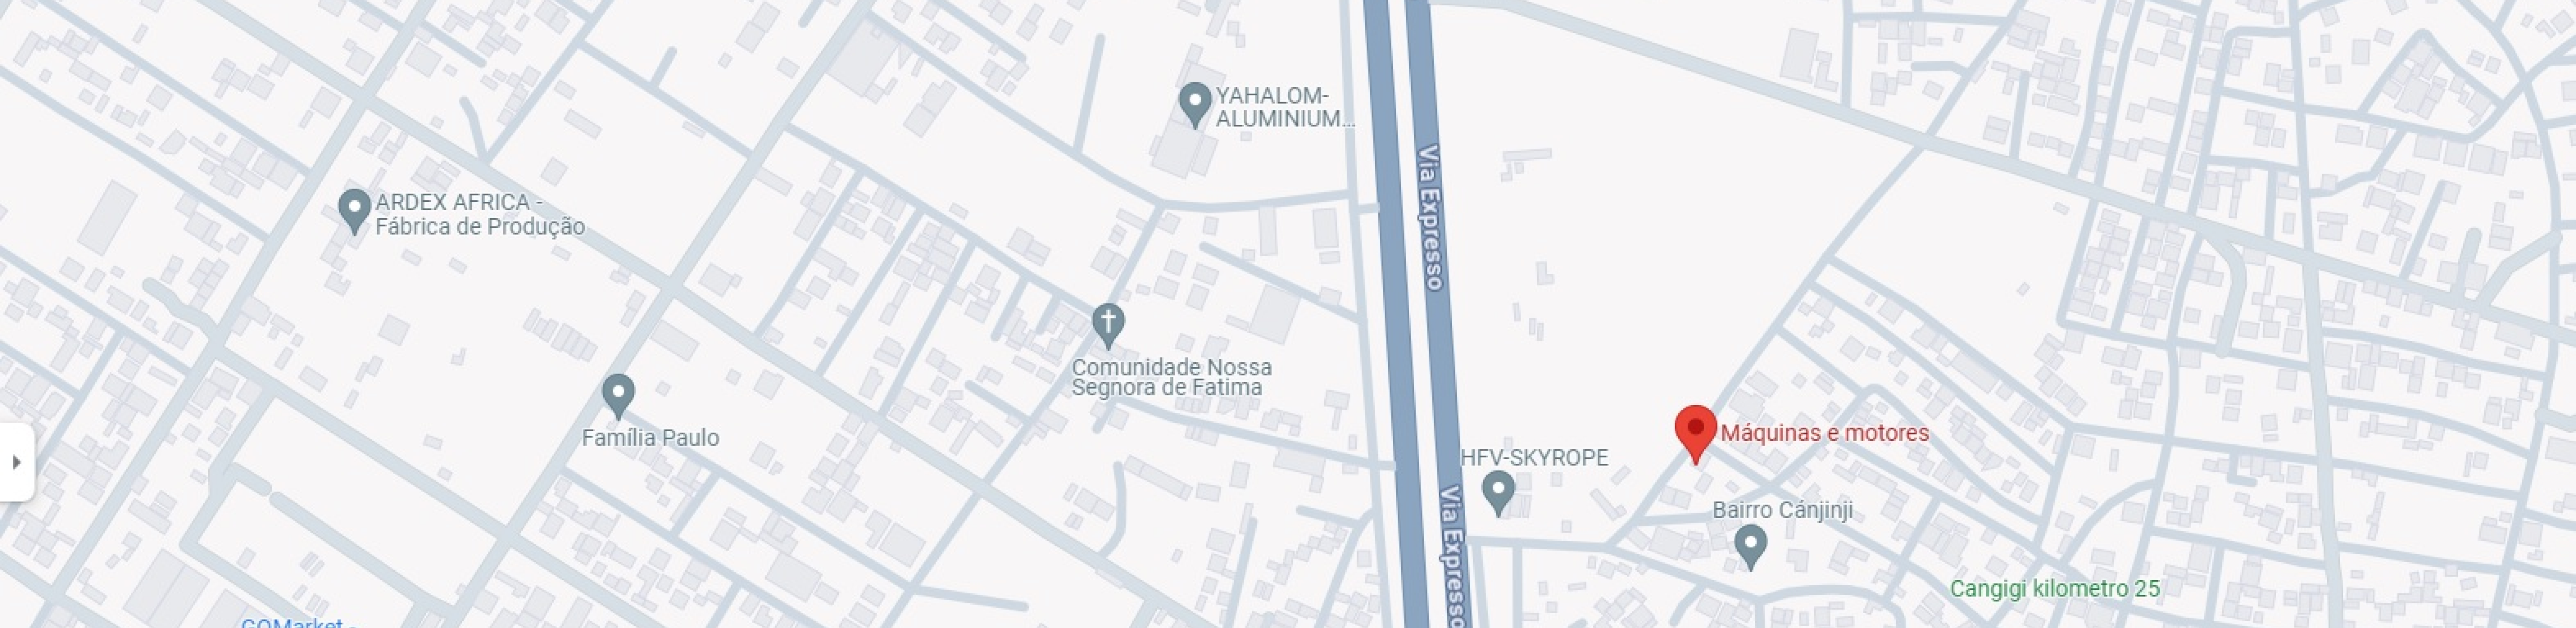 YAHALOM-
ALUMINIUM...
Via Expresso
ARDEX AFRICA -
Fábrica de Produção
Comunidade Nossa
Segnora de Fatima
Família Paulo
Máquinas e motores
HFV-SKYROPE
Via Expresso
Bairro Cánjinji
Cangigi kilometro 25
GOMarket -